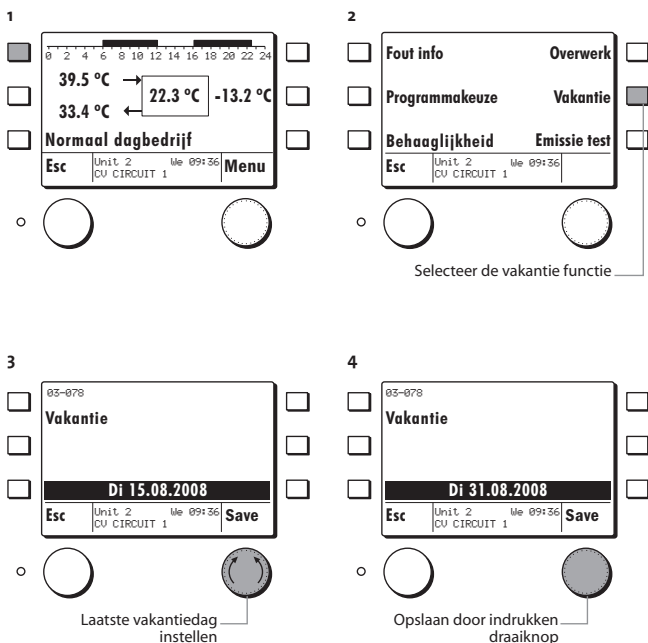 1
0 2 4 6 8 10 12 14 16 18 20 22 24
39.5 °C
22.3 °C
-13.2 °C
33.4 °C
Normaal dagbedrijf
Esc
Unit 2 We 09:36
CV CIRCUIT 1
Menu
2
Fout info Overwerk
Programmakeuze Vakantie
Behaaglijkheid Emissie test
Esc
Unit 2 We 09:36
CV CIRCUIT 1
Selecteer de vakantie functie
3
03-078
Vakantie
Di 15.08.2008
Esc
Unit 2 We 09:36
CV CIRCUIT 1
Save
Laatste vakantiedag
instellen
4
03-078
Vakantie
Di 31.08.2008
Esc
Unit 2 We 09:36
CV CIRCUIT 1
Save
Opslaan door indrukken
draaiknop